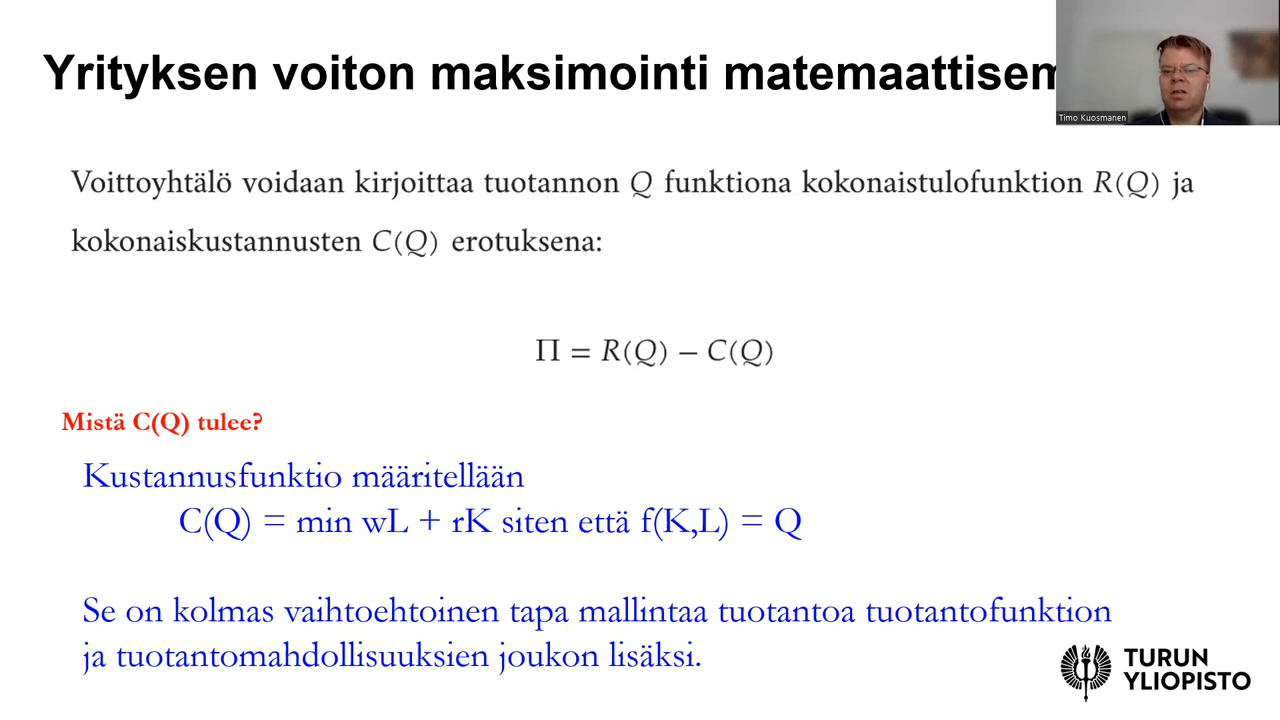 Yrityksen voiton maksimointi matemaattisem
Timo Kuosmanen
Voittoyhtälö voidaan kirjoittaa tuotannon Q funktiona kokonaistulofunktion R(Q) ja
kokonaiskustannusten C(Q) erotuksena:
Π = R(Q) − C(Q)
Mistä C(Q) tulee?
Kustannusfunktio määritellään
C(Q) = min wL + rK siten että f(K,L) = Q
Se on kolmas vaihtoehtoinen tapa mallintaa tuotantoa tuotantofunktion
ja tuotantomahdollisuuksien joukon lisäksi.
TURUN
YLIOPISTO